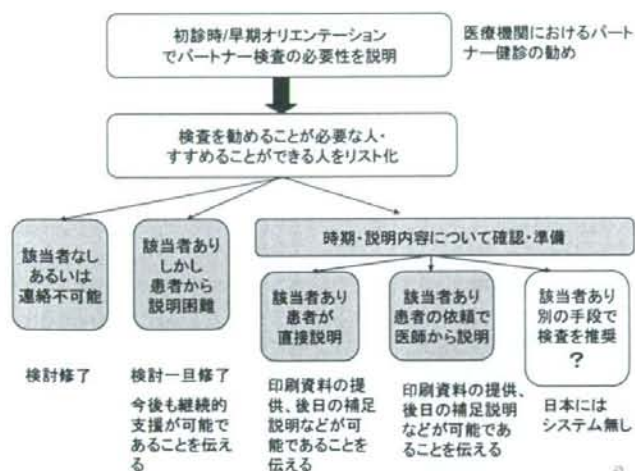 初診時/早期オリエンテーション
でパートナー検査の必要性を説明
医療機関におけるパート
ナー健診の勧め
検査を勧めることが必要な人・
すすめることができる人をリスト化
該当者なし
あるいは
連絡不可能
該当者あり
しかし
患者から
説明困難
時期・説明内容について確認・準備
該当者あり
患者が
直接説明
該当者あり
患者の依頼で
医師から説明
該当者あり
別の手段で
検査を推奨
?
検討修了
検討一旦修了
今後も継続的
支援が可能で
あることを伝え
る
印刷資料の提
供、後日の補足
説明などが可
能であることを
伝える
印刷資料の提供、
後日の補足説明
などが可能であ
ることを伝える
日本には
システム無し